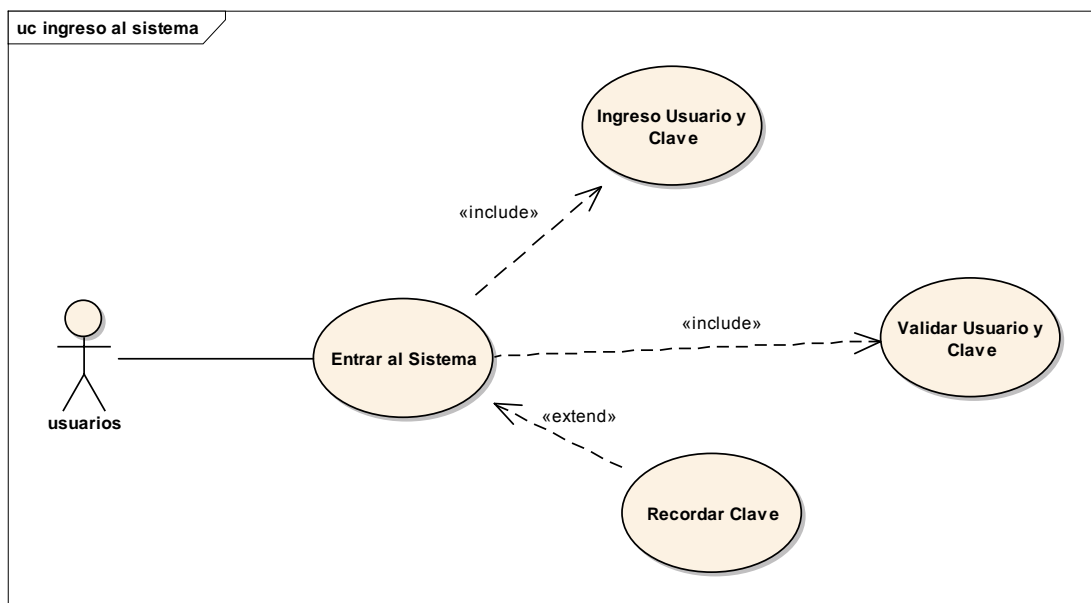 uc ingreso al sistema
Ingreso Usuario y
Clave
«include»
«include»
Validar Usuario y
Clave
Entrar al Sistema
usuarios
«extend»
Recordar Clave